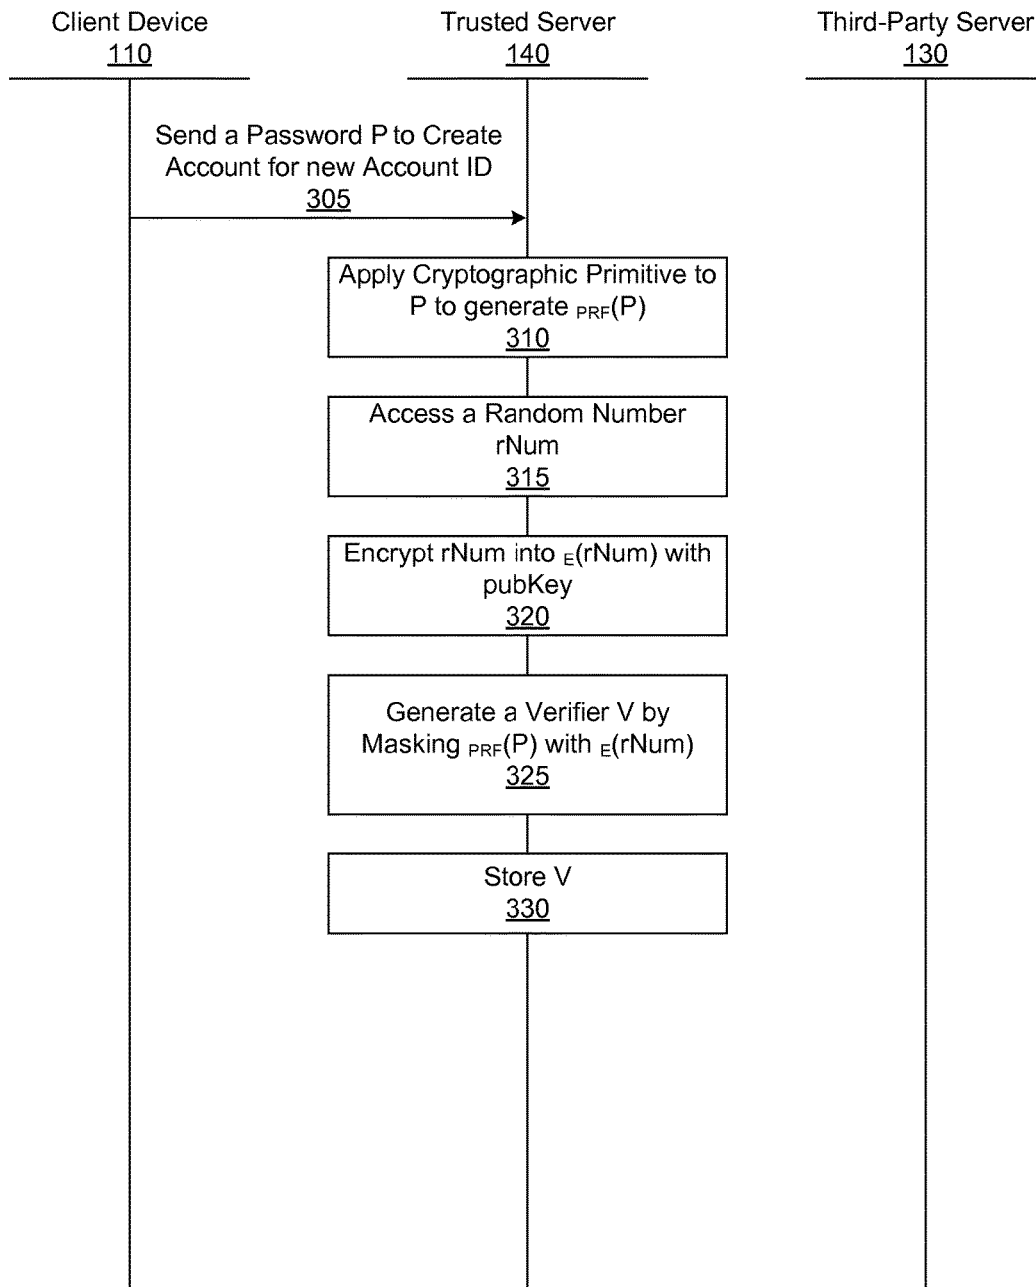 Client Device
110
Trusted Server
140
Third-Party Server
130
Send a Password P to Create
Account for new Account ID
305
Apply Cryptographic Primitive to
P to generate PRF(P)
310
Access a Random Number
rNum
315
Encrypt rNum into E(rNum) with
pubKey
320
Generate a Verifier V by
Masking PRF(P) with E(rNum)
325
Store V
330